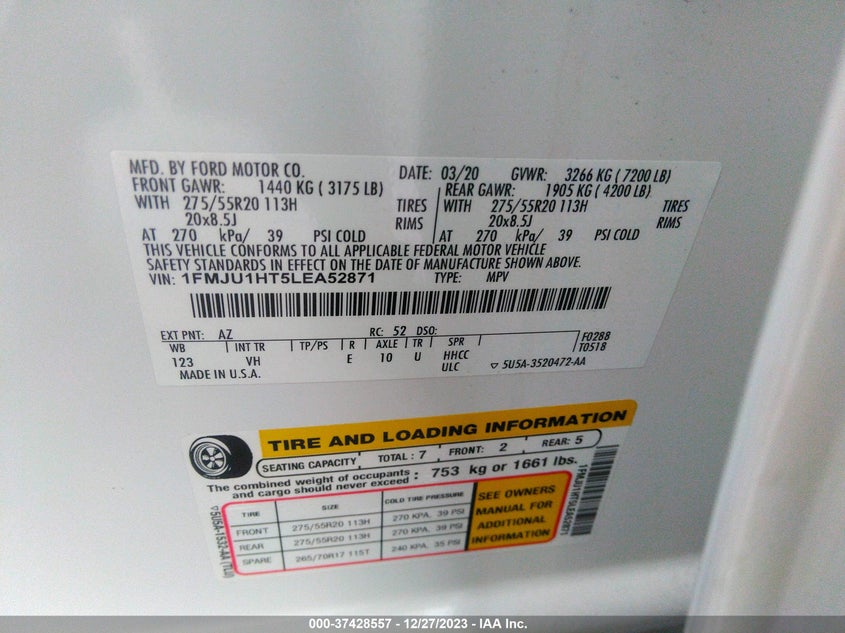 MFD. BY FORD MOTOR CO. DATE: 03/20 GVWR: 3266 KG ( 7200 LB)
FRONT GAWR: 1440 KG ( 3175 LB) REAR GAWR: 1905 KG ( 4200 LB)
WITH 275/55R20 113H TIRES WITH 275/55R20 113H TIRES
20x8.5J RIMS 20x8.5J RIMS
AT 270 kPa/ 39 PSI COLD AT 270 kPa/ 39 PSI COLD
THIS VEHICLE CONFORMS TO ALL APPLICABLE FEDERAL MOTOR VEHICLE
SAFETY STANDARDS IN EFFECT ON THE DATE OF MANUFACTURE SHOWN ABOVE.
VIN: 1FMJU1HT5LEA52871 TYPE: MPV
EXT PNT: AZ RC: 52 DSO: F0288
WB INT TR TP/PS R AXLE TR SPR T0518
123 VH E 10 U HHCC
ULC
MADE IN U.S.A. ▽ 5U5A-3520472-AA
TIRE AND LOADING INFORMATION
SEATING CAPACITY TOTAL : 7 FRONT: 2 REAR: 5
The combined weight of occupants and cargo should never exceed : 753 kg or 1661 lbs.
TIRE SIZE COLD TIRE PRESSURE
FRONT 275/55R20 113H 270 KPA, 39 PSI
REAR 275/55R20 113H 270 KPA, 39 PSI
SPARE 265/70R17 115T 240 KPA, 35 PSI
SEE OWNERS
MANUAL FOR
ADDITIONAL
INFORMATION
▽5U5A-1532-AA (TLI)
1FMJU1HT5LEA52871
000-37428557 - 12/27/2023 - IAA Inc.